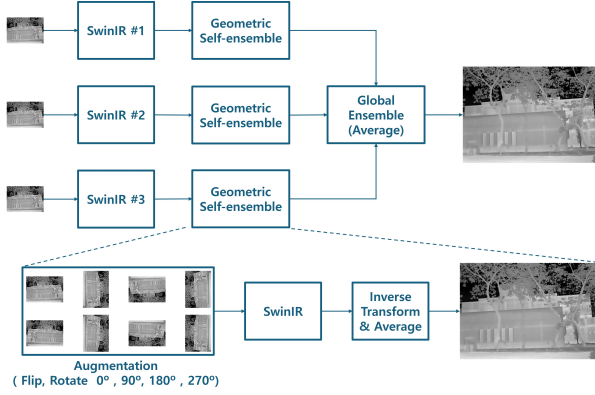 SwinIR #1
Geometric
Self-ensemble
SwinIR #2
Geometric
Self-ensemble
Global
Ensemble
(Average)
SwinIR #3
Geometric
Self-ensemble
SwinIR
Inverse
Transform
& Average
Augmentation
( Flip, Rotate 0º , 90º, 180º , 270º)